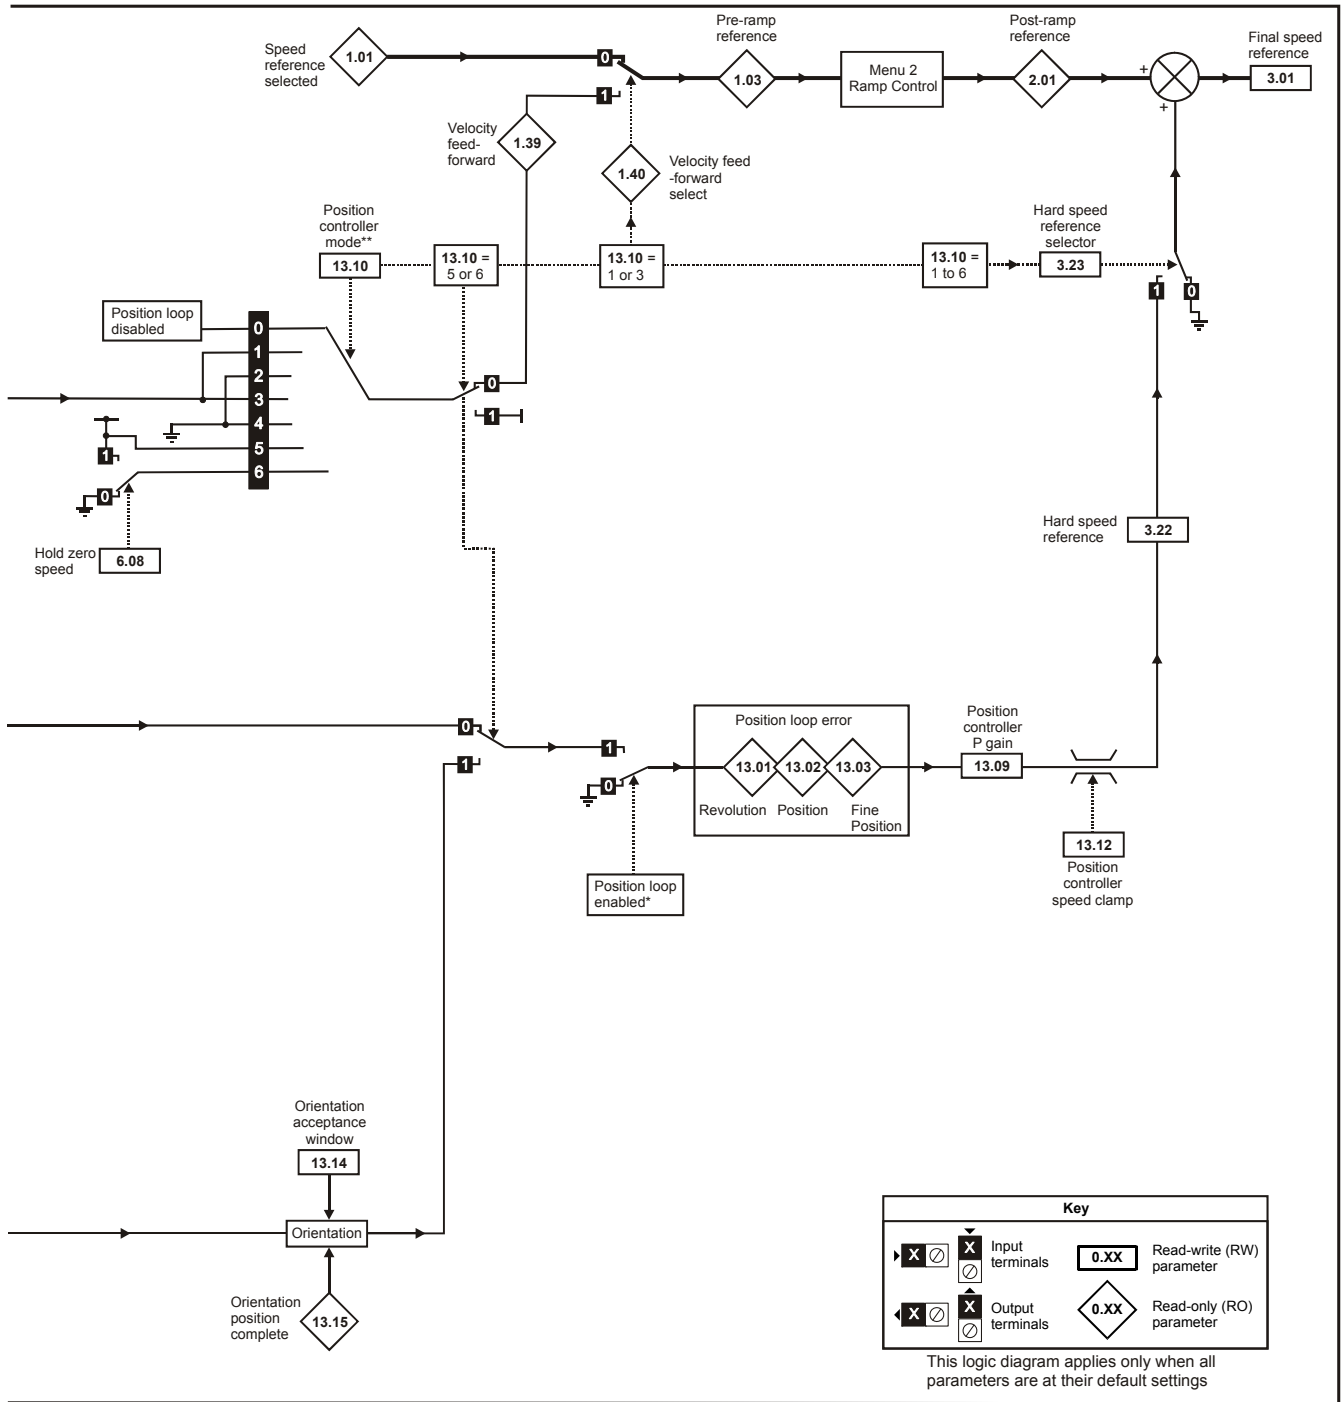 Speed
reference
selected
1.01
0
1
Pre-ramp
reference
1.03
Menu 2
Ramp Control
Post-ramp
reference
2.01
+
+
Final speed
reference
3.01
Velocity
feed-
forward
1.39
1.40
Velocity feed
-forward
select
Position
controller
mode**
13.10
13.10 =
5 or 6
13.10 =
1 or 3
13.10 =
1 to 6
Hard speed
reference
selector
3.23
1
0
Position loop
disabled
0
1
2
3
4
5
6
0
1
1
0
Hold zero
speed
6.08
Hard speed
reference
3.22
0
1
1
0
Position loop
enabled*
Position loop error
13.01
13.02
13.03
Revolution
Position
Fine
Position
Position
controller
P gain
13.09
13.12
Position
controller
speed clamp
Orientation
acceptance
window
13.14
Orientation
Orientation
position
complete
13.15
Key
X
X
Input
terminals
0.XX
Read-write (RW)
parameter
X
X
Output
terminals
0.XX
Read-only (RO)
parameter
This logic diagram applies only when all
parameters are at their default settings